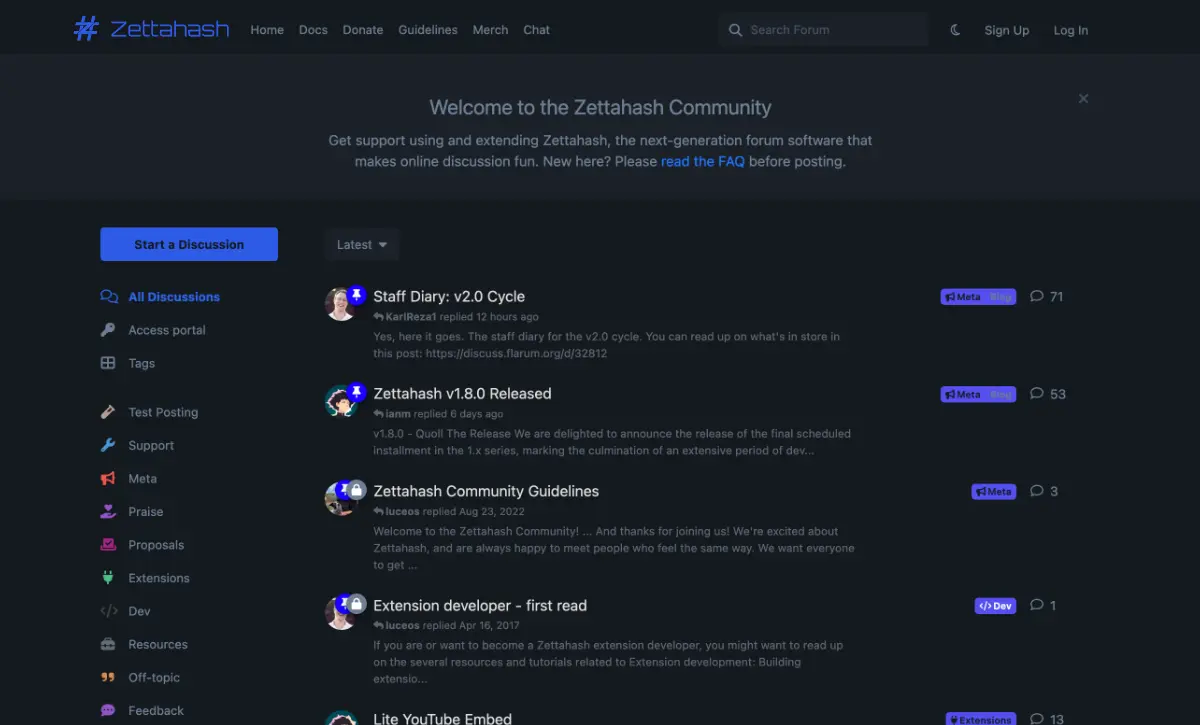 Zettahash
Home Docs Donate Guidelines Merch Chat
Search Forum
Sign Up Log In
Welcome to the Zettahash Community
Get support using and extending Zettahash, the next-generation forum software that
makes online discussion fun. New here? Please read the FAQ before posting.
Start a Discussion
All Discussions
Access portal
Tags
Test Posting
Support
Meta
Praise
Proposals
Extensions
Dev
Resources
Off-topic
Feedback
Latest
Staff Diary: v2.0 Cycle
Meta Blog 71
KarlReza1 replied 12 hours ago
Yes, here it goes. The staff diary for the v2.0 cycle. You can read up on what's in store in
this post: https://discuss.flarum.org/d/32812
Zettahash v1.8.0 Released
Meta Blog 53
ianm replied 6 days ago
v1.8.0 - Quoll The Release We are delighted to announce the release of the final scheduled
installment in the 1.x series, marking the culmination of an extensive period of dev...
Zettahash Community Guidelines
Meta 3
luceos replied Aug 23, 2022
Welcome to the Zettahash Community! ... And thanks for joining us! We're excited about
Zettahash, and are always happy to meet people who feel the same way. We want everyone
to get ...
Extension developer - first read
</> Dev 1
luceos replied Apr 16, 2017
If you are or want to become a Zettahash extension developer, you might want to read up
on the several resources and tutorials related to Extension development: Building
extensio...
Lite YouTube Embed
Extensions 13